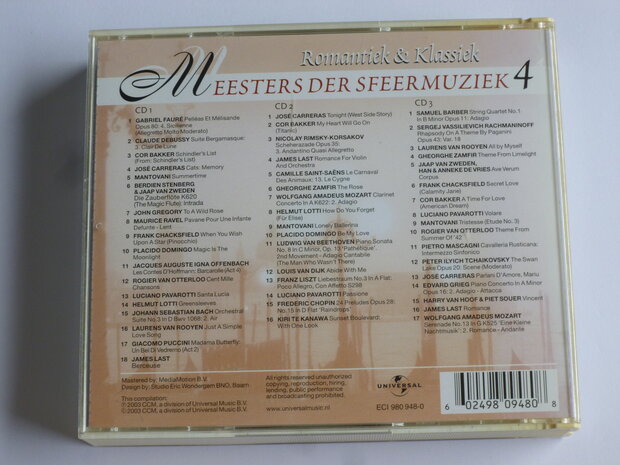 Romantiek & Klassiek
MEESTERS DER SFEERMUZIEK 4
CD 1
1 GABRIEL FAURÉ Pelléas Et Mélisande
Opus 80: 4. Sicilienne
(Allegretto Molto Moderato)
2 CLAUDE DEBUSSY Suite Bergamasque:
3. Clair De Lune
3 COR BAKKER Schindler's List
(From: Schindler's List)
4 JOSÉ CARRERAS Cats: Memory
5 MANTOVANI Summertime
6 BERDIEN STENBERG
& JAAP VAN ZWEDEN
Die Zauberflöte K620
(The Magic Flute), Intrada
7 JOHN GREGORY To A Wild Rose
8 MAURICE RAVEL Pavane Pour Une Infante
Defunte - Lent
9 FRANK CHACKSFIELD When You Wish
Upon A Star (Pinocchio)
10 PLACIDO DOMINGO Magic Is The
Moonlight
11 JACQUES AUGUSTE IGNA OFFENBACH
Les Contes D'Hoffmann: Barcarolle (Act 4)
12 ROGIER VAN OTTERLOO Cent Mille
Chansons
13 LUCIANO PAVAROTTI Santa Lucia
14 HELMUT LOTTI Greensleeves
15 JOHANN SEBASTIAN BACH Orchestral
Suite No.3 In D Bwv 1068: 2. Air
16 LAURENS VAN ROOYEN Just A Simple
Love Song
17 GIACOMO PUCCINI Madama Butterfly:
Un Bel Di Vedremo (Act 2)
18 JAMES LAST
Berceuse
CD 2
1 JOSÉ CARRERAS Tonight (West Side Story)
2 COR BAKKER My Heart Will Go On
(Titanic)
3 NICOLAY RIMSKY-KORSAKOV
Scheherazade Opus 35:
3. Andantino Quasi Allegretto
4 JAMES LAST Romance For Violin
And Orchestra
5 CAMILLE SAINT-SAËNS Le Carnaval
Des Animaux: 13. Le Cygne
6 GHEORGHE ZAMFIR The Rose
7 WOLFGANG AMADEUS MOZART Clarinet
Concerto In A K622: 2. Adagio
8 HELMUT LOTTI How Do You Forget
(Für Elise)
9 MANTOVANI Lonely Ballerina
10 PLACIDO DOMINGO Be My Love
11 LUDWIG VAN BEETHOVEN Piano Sonata
No. 8 In C Minor, Op. 13, "Pathétique".
2nd Movement - Adagio Cantabile
(The Man Who Wasn't There)
12 LOUIS VAN DIJK Abide With Me
13 FRANZ LISZT Liebestraum No.3 In A Flat:
Poco Allegro, Con Affetto S298
14 LUCIANO PAVAROTTI Passione
15 FRÉDÉRIC CHOPIN 24 Preludes Opus 28:
No.15 In D Flat 'Raindrops'
16 KIRI TE KANAWA Sunset Boulevard:
With One Look
CD 3
1 SAMUEL BARBER String Quartet No.1:
In B Minor Opus 11: Adagio
2 SERGEJ VASSILIEVICH RACHMANINOFF
Rhapsody On A Theme By Paganini
Opus 43: Var. 18
3 LAURENS VAN ROOYEN All by Myself
4 GHEORGHE ZAMFIR Theme From Limelight
5 JAAP VAN ZWEDEN,
HAN & ANNEKE DE VRIES Ave Verum
Corpus
6 FRANK CHACKSFIELD Secret Love
(Calamity Jane)
7 COR BAKKER A Time For Love
(American Dream)
8 LUCIANO PAVAROTTI Volare
9 MANTOVANI Tristesse (Etude No. 3)
10 ROGIER VAN OTTERLOO Theme From
Summer Of '42
11 PIETRO MASCAGNI Cavalleria Rusticana:
Intermezzo Sinfonico
12 PETER ILYICH TCHAIKOVSKY The Swan
Lake Opus 20: Scene (Moderato)
13 JOSÉ CARRERAS Parlami D'Amore, Mariu
14 EDVARD GRIEG Piano Concerto In A Minor
Opus 16: 2. Adagio - Attacca
15 HARRY VAN HOOF & PIET SOUER Vincent
16 JAMES LAST Romance
17 WOLFGANG AMADEUS MOZART
Serenade No.13 In G K525 "Eine Kleine
Nachtmusik": 2. Romance - Andante
Mastered by: MediaMotion B.V.
Design by: Studio Eric Wondergem BNO, Baarn
This compilation:
℗ 2003 CCM, a division of Universal Music B.V.
© 2003 CCM, a division of Universal Music B.V.
All rights reserved unauthorized
copying, reproduction, hiring,
lending, public performance
and broadcasting prohibited.
www.universalmusic.nl
UNIVERSAL
ECI 980 948-0
6 02498 09480 8